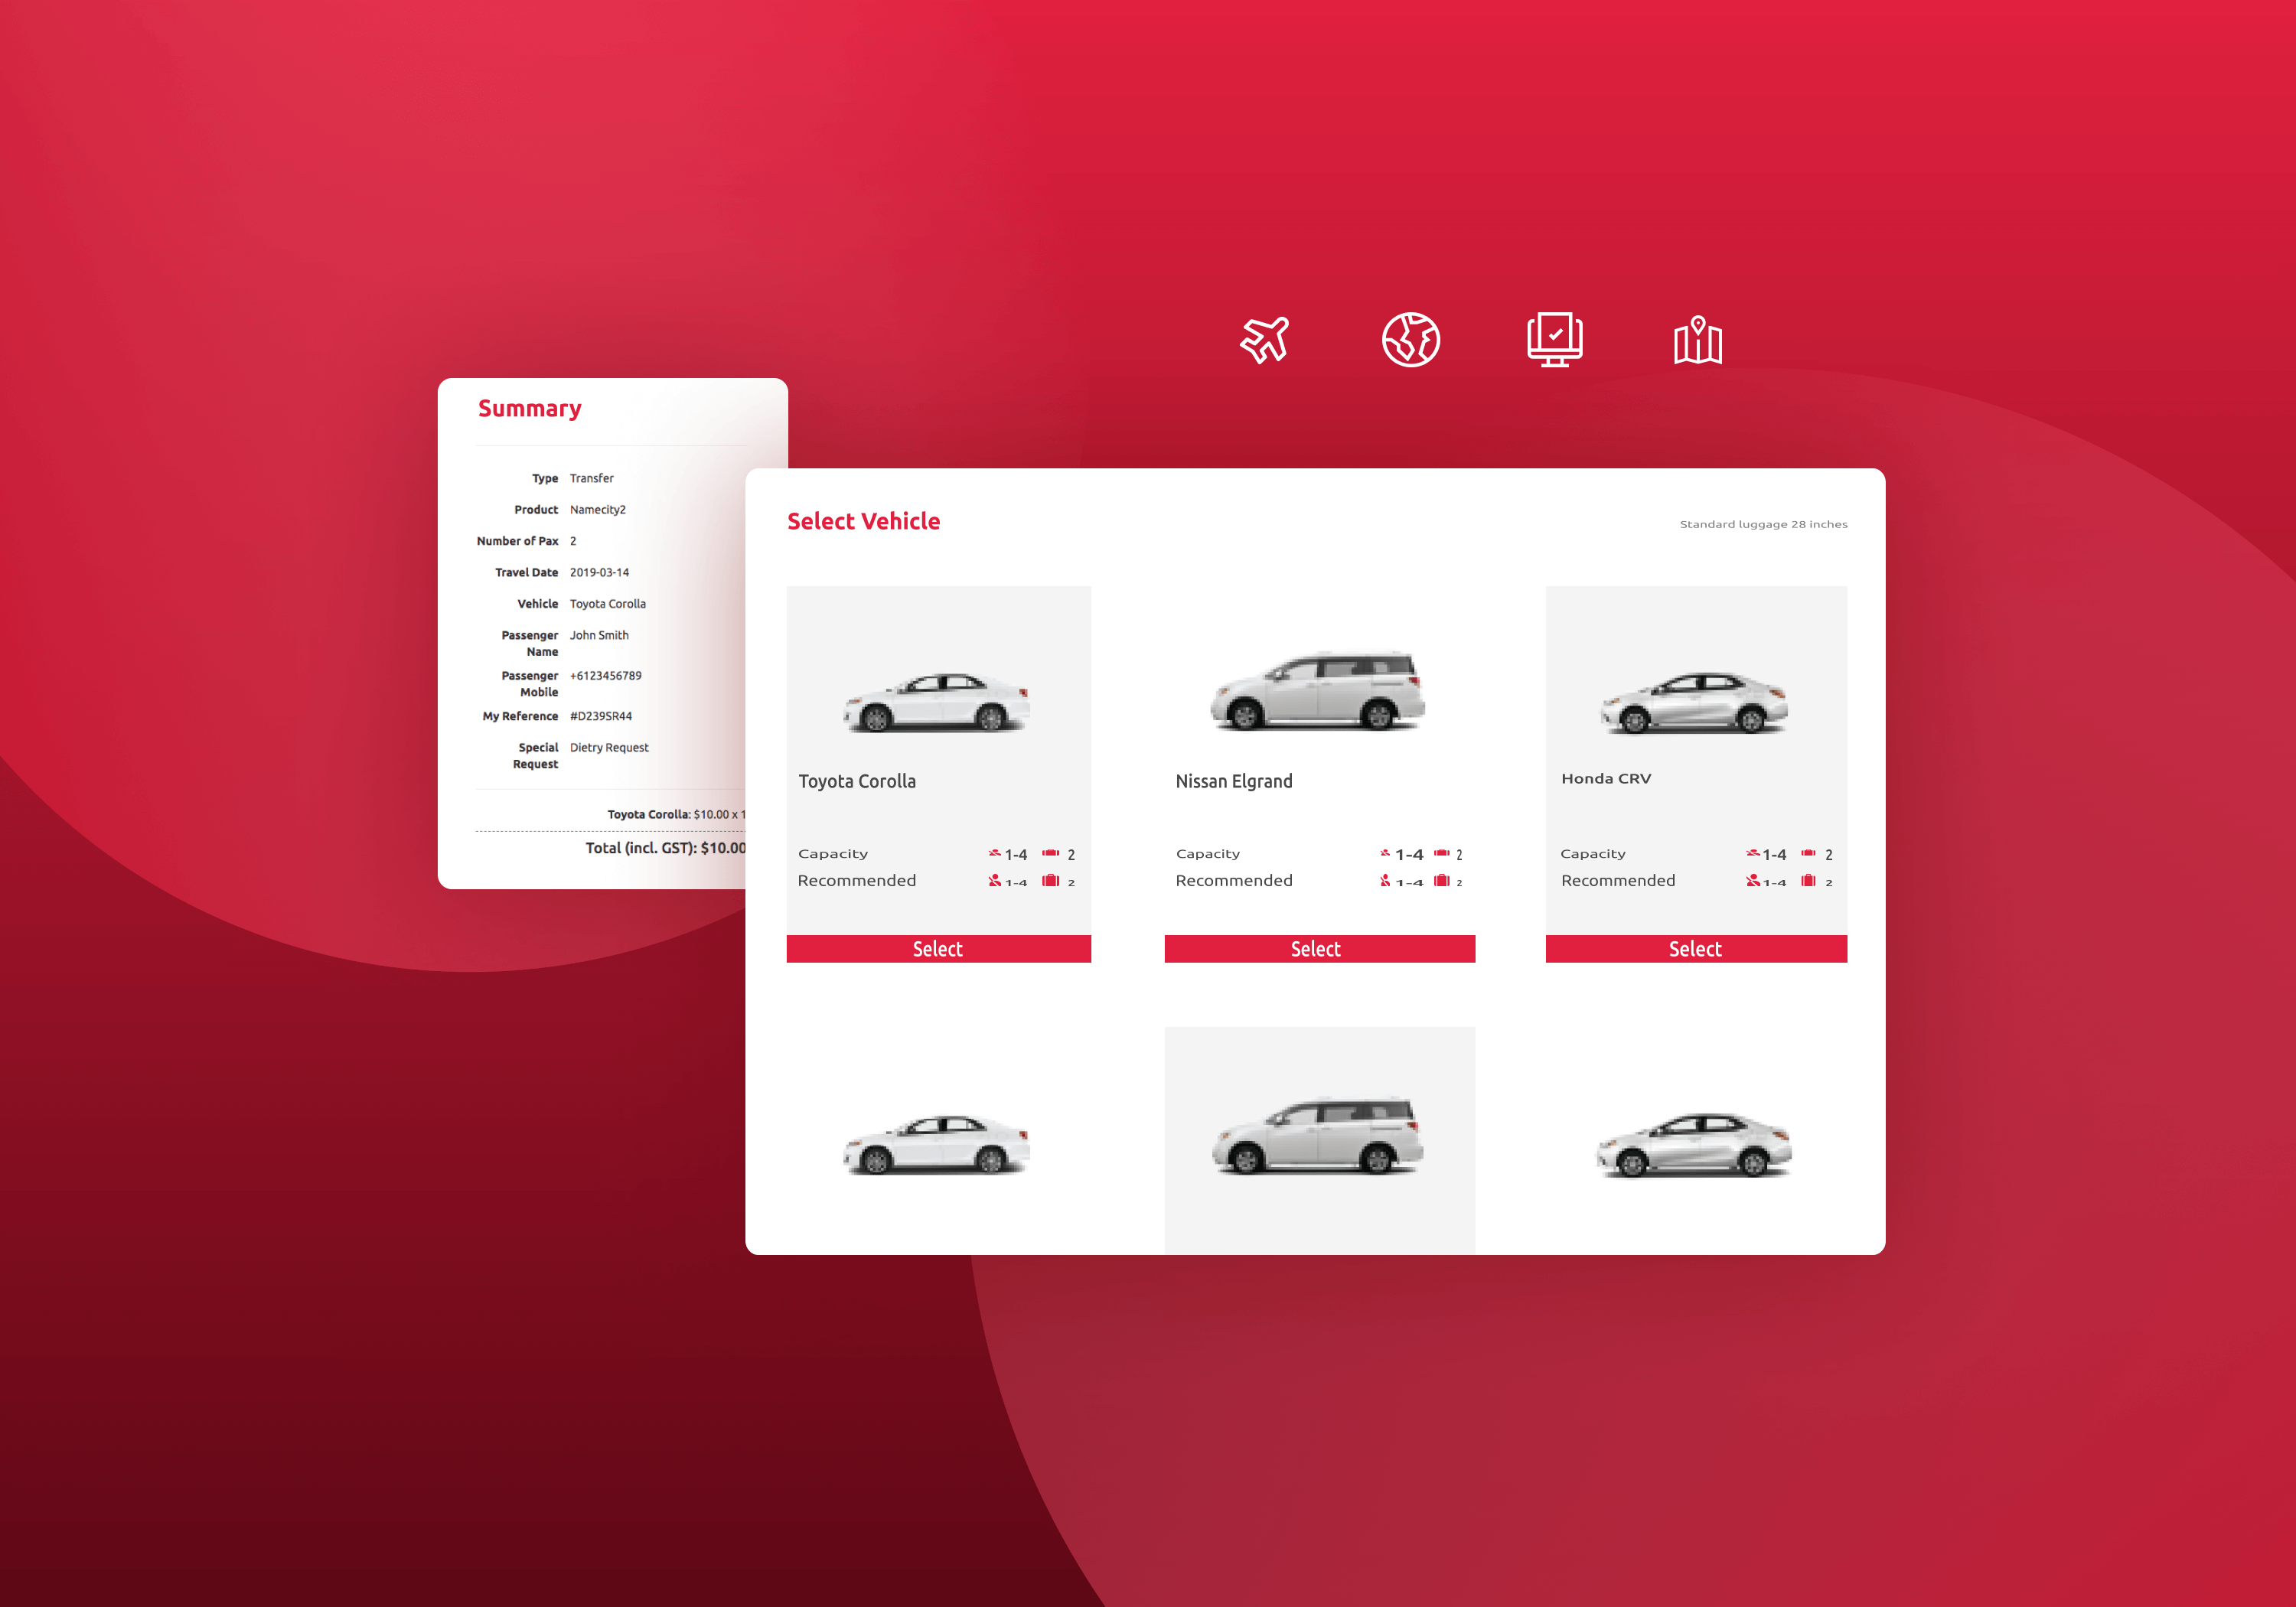 Summary
Type Transfer
Product Namecity2
Number of Pax 2
Travel Date 2019-03-14
Vehicle Toyota Corolla
Passenger John Smith
Name
Passenger +6123456789
Mobile
My Reference #D239SR44
Special Dietry Request
Request
Toyota Corolla: $10.00 x 1
Total (incl. GST): $10.00
Select Vehicle
Standard luggage 28 inches
Toyota Corolla
Capacity 1-4 2
Recommended 1-4 2
Select
Nissan Elgrand
Capacity 1-4 2
Recommended 1-4 2
Select
Honda CRV
Capacity 1-4 2
Recommended 1-4 2
Select